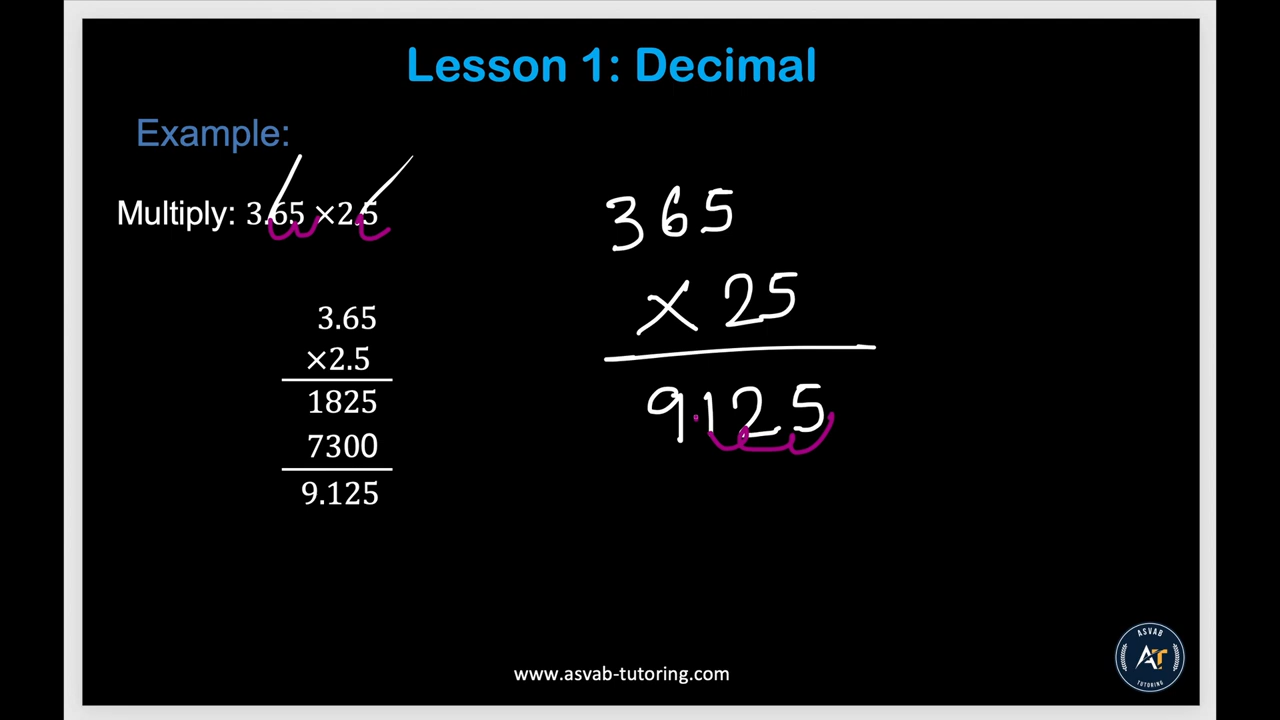 Lesson 1: Decimal
Example:
Multiply: 3.65 ×2.5
3.65
×2.5
1825
7300
9.125
365
× 25
9.125
www.asvab-tutoring.com
ASVAB
AT
TUTORING